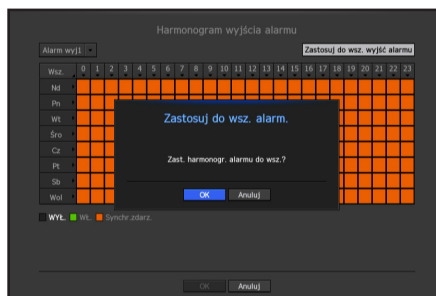 Harmonogram wyjścia alarmu
Alarm wyj1 Zastosuj do wsz. wyjść alarmu
Wsz. 0 1 2 3 4 5 6 7 8 9 10 11 12 13 14 15 16 17 18 19 20 21 22 23
Nd
Pn
Wt
Śro
Cz
Pt
Sb
Wol
Zastosuj do wsz. alarm.
Zast. harmonogr. alarmu do wsz.?
OK Anuluj
WYŁ. WŁ. Synchr.zdarz.
OK Anuluj